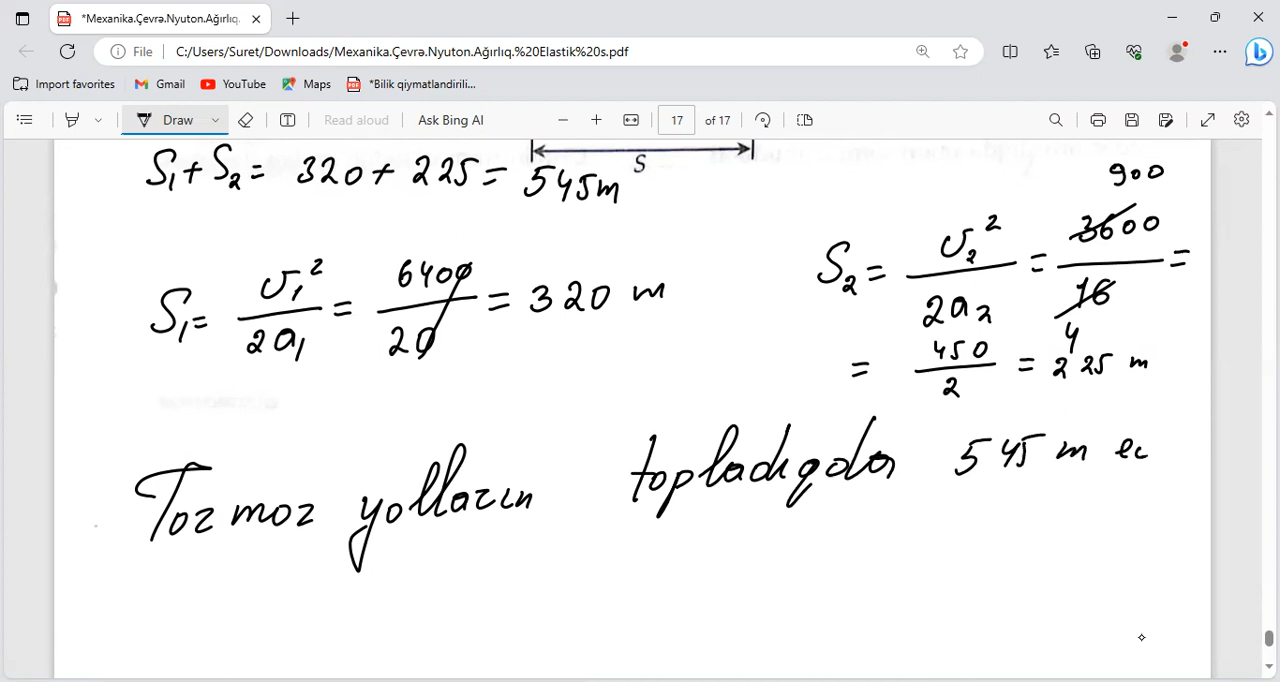 *Mexanika.Çevrə.Nyuton.Ağırlıq.
File C:/Users/Suret/Downloads/Mexanika.Çevrə.Nyuton.Ağırlıq.%20Elastik%20s.pdf
Import favorites Gmail YouTube Maps *Bilik qiymatlandirili...
Draw Read aloud Ask Bing AI 17 of 17
S
S₁ + S₂ = 320 + 225 = 545m
900
S₁ = υ₁² / 2a₁ = 6400 / 20 = 320 m
S₂ = υ₂² / 2a₂ = 3600 / 16 =
4
= 450 / 2 = 225 m
Tormoz yolların topladıqda 545 m